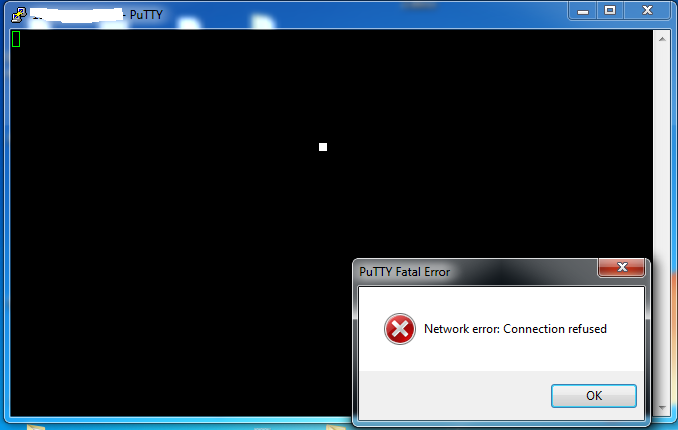 - PuTTY
PuTTY Fatal Error
Network error: Connection refused
OK